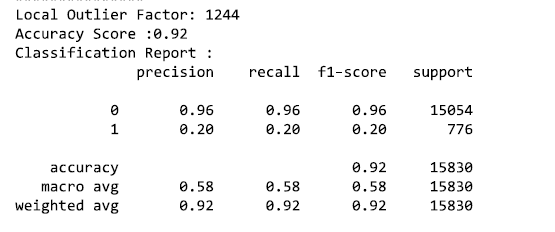 Local Outlier Factor: 1244
Accuracy Score :0.92
Classification Report :
precision recall f1-score support
0 0.96 0.96 0.96 15054
1 0.20 0.20 0.20 776
accuracy 0.92 15830
macro avg 0.58 0.58 0.58 15830
weighted avg 0.92 0.92 0.92 15830